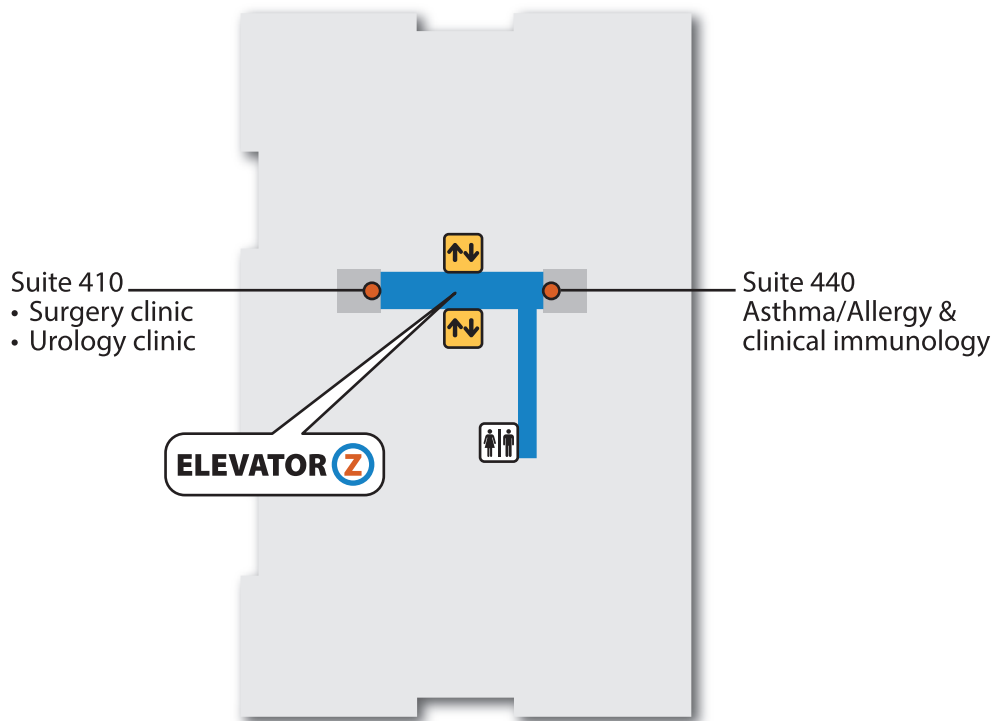 Suite 410
• Surgery clinic
• Urology clinic
Suite 440
Asthma/Allergy &
clinical immunology
ELEVATOR Z